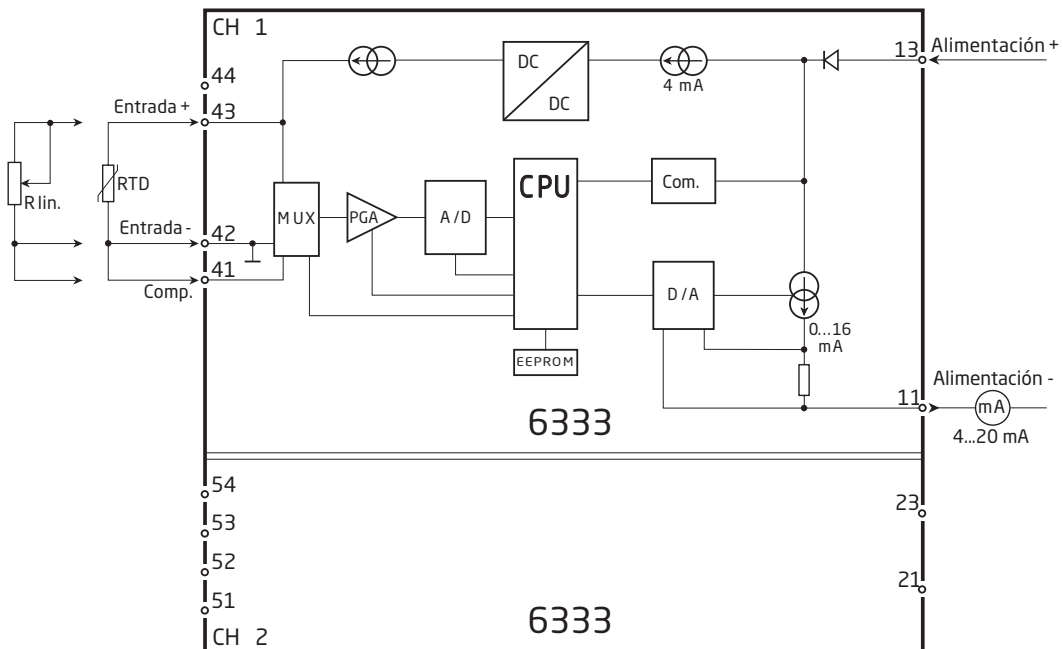 CH 1
44
Entrada +
43
R lin.
RTD
Entrada -
42
41
Comp.
DC
DC
4 mA
13
Alimentación +
MUX
PGA
A/D
CPU
Com.
D/A
EEPROM
0...16
mA
Alimentación -
11
mA
4...20 mA
6333
54
53
52
51
23
21
6333
CH 2